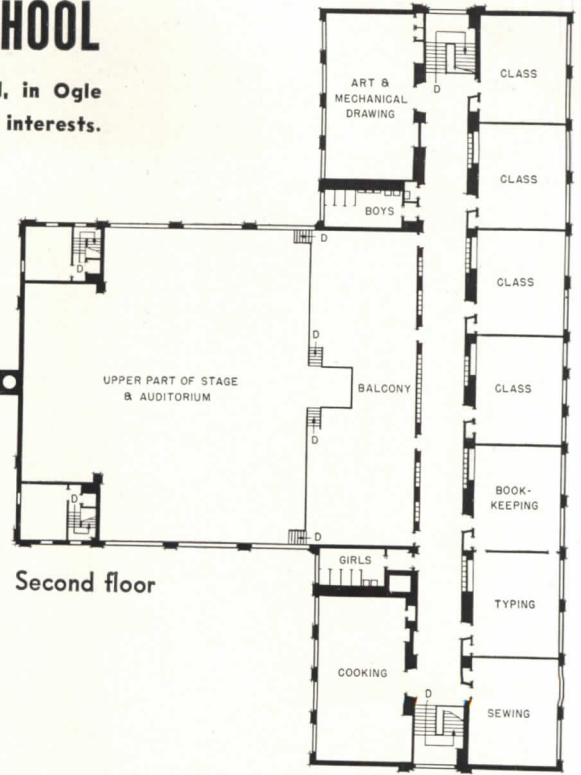 HOOL
, in Ogle
interests.
CLASS
ART &
MECHANICAL
DRAWING
D
CLASS
BOYS
D
D
CLASS
D
UPPER PART OF STAGE
& AUDITORIUM
BALCONY
CLASS
D
D
BOOK-
KEEPING
D
GIRLS
Second floor
TYPING
COOKING
D
SEWING